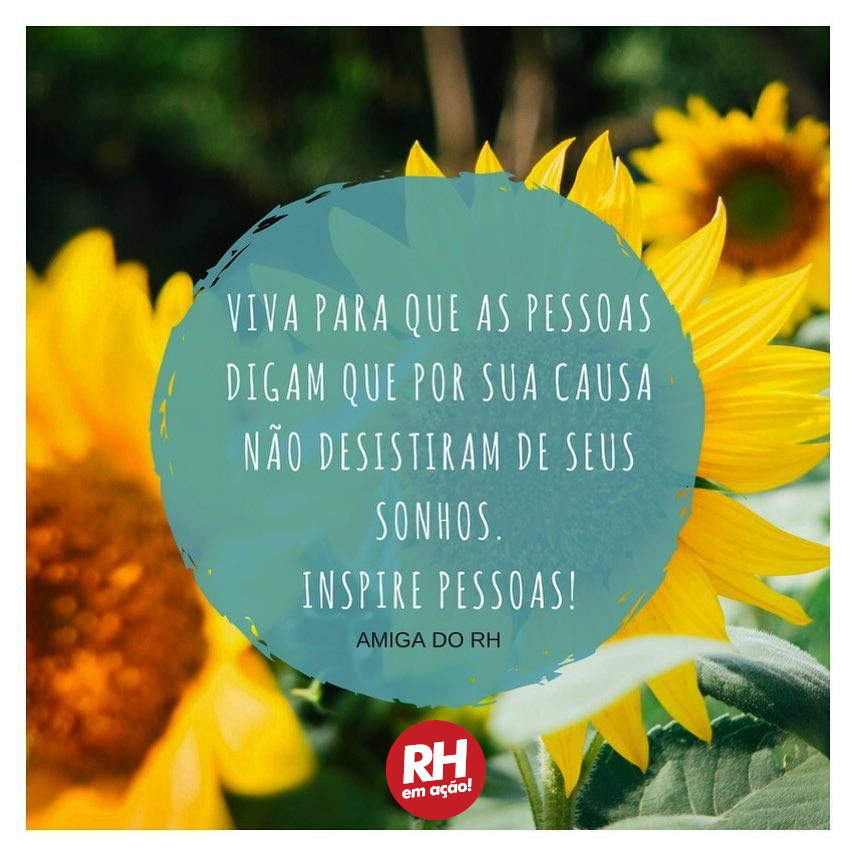 VIVA PARA QUE AS PESSOAS
DIGAM QUE POR SUA CAUSA
NÃO DESISTIRAM DE SEUS
SONHOS.
INSPIRE PESSOAS!
AMIGA DO RH
RH
em ação!